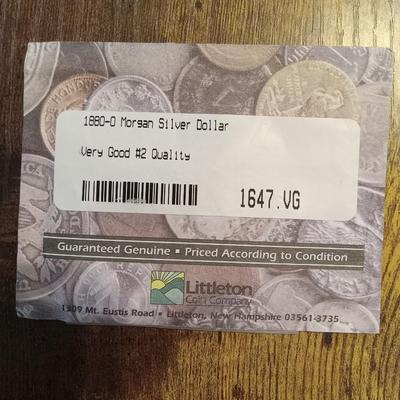 1880-O Morgan Silver Dollar
Very Good #2 Quality
1647.VG
Guaranteed Genuine • Priced According to Condition
Littleton
Coin Company
1309 Mt. Eustis Road • Littleton, New Hampshire 03561-3735